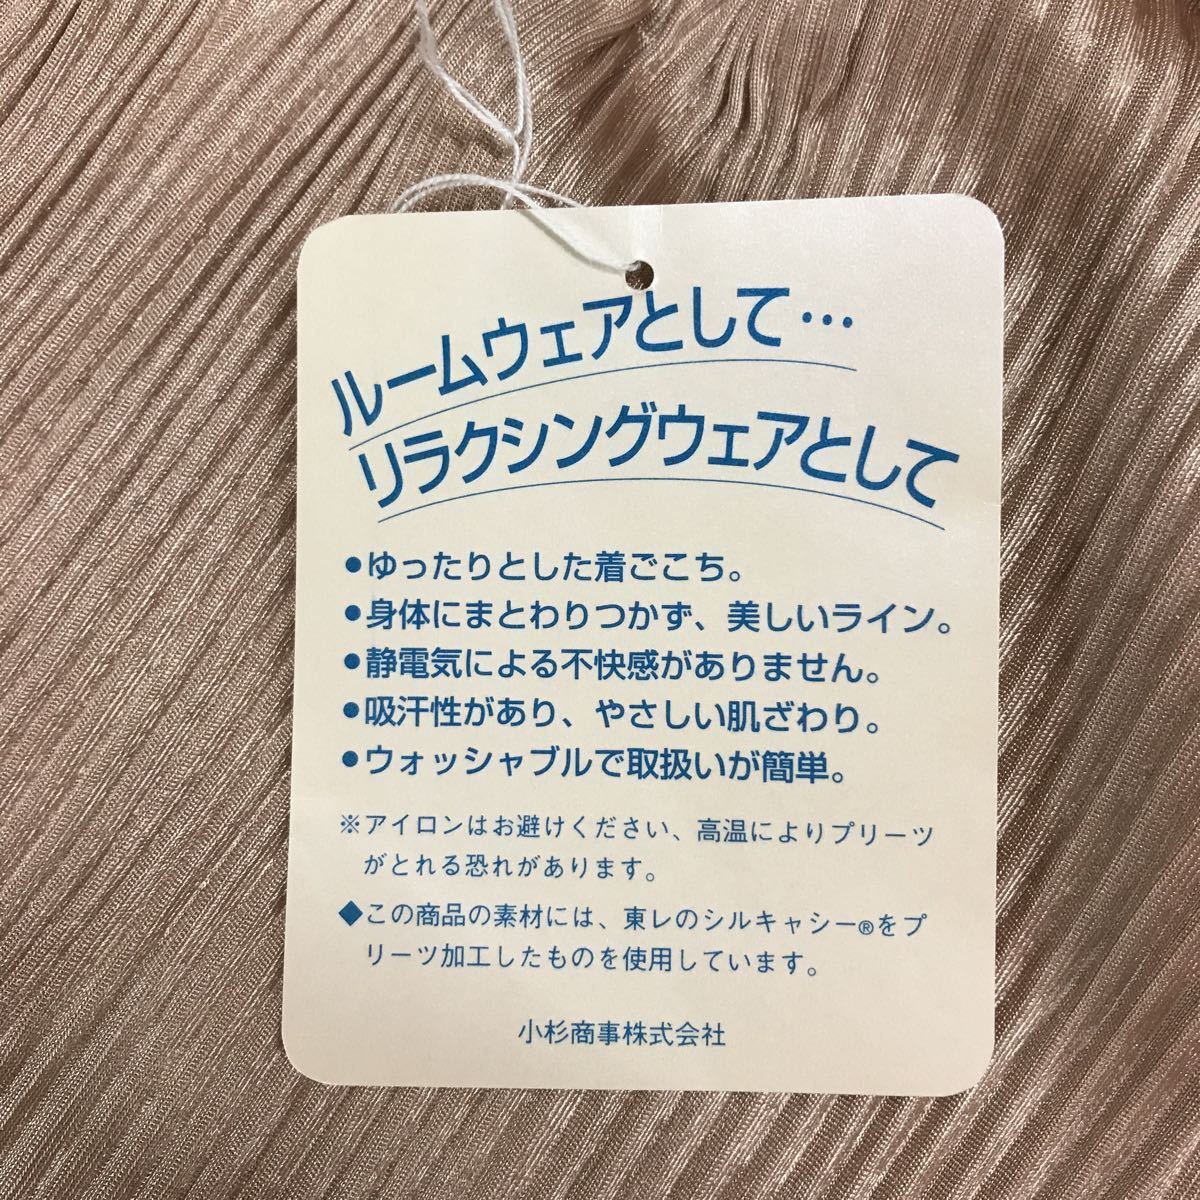 ルームウェアとして…
リラクシングウェアとして
●ゆったりとした着ごこち。
●身体にまとわりつかず、美しいライン。
●静電気による不快感がありません。
●吸汗性があり、やさしい肌ざわり。
●ウォッシャブルで取扱いが簡単。
※アイロンはお避けください、高温によりプリーツ
がとれる恐れがあります。
◆この商品の素材には、東レのシルキャシー®をプ
リーツ加工したものを使用しています。
小杉商事株式会社